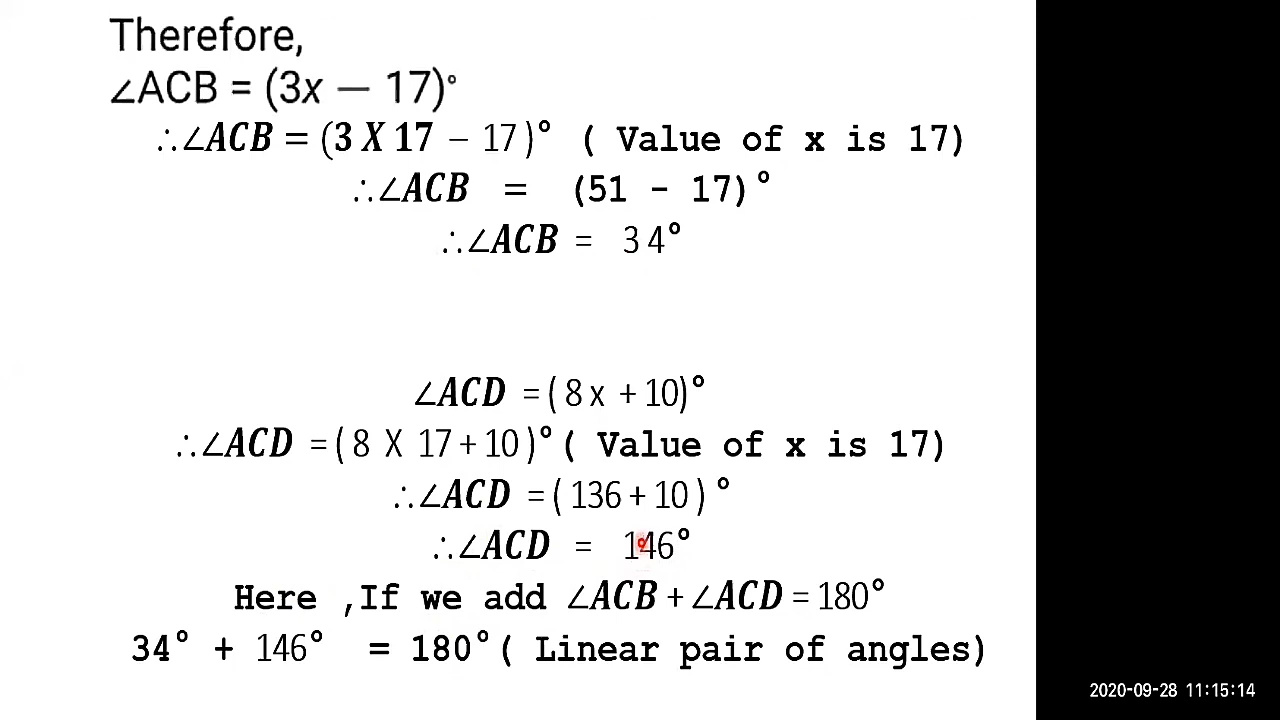 Therefore,
∠ACB = (3x — 17)°
∴∠ACB = (3 X 17 − 17)° ( Value of x is 17)
∴∠ACB = (51 - 17)°
∴∠ACB = 34°
∠ACD = ( 8 x + 10)°
∴∠ACD = ( 8 X 17 + 10 )° ( Value of x is 17)
∴∠ACD = ( 136 + 10 ) °
∴∠ACD = 146°
Here ,If we add ∠ACB + ∠ACD = 180°
34° + 146° = 180° ( Linear pair of angles)
2020-09-28 11:15:14